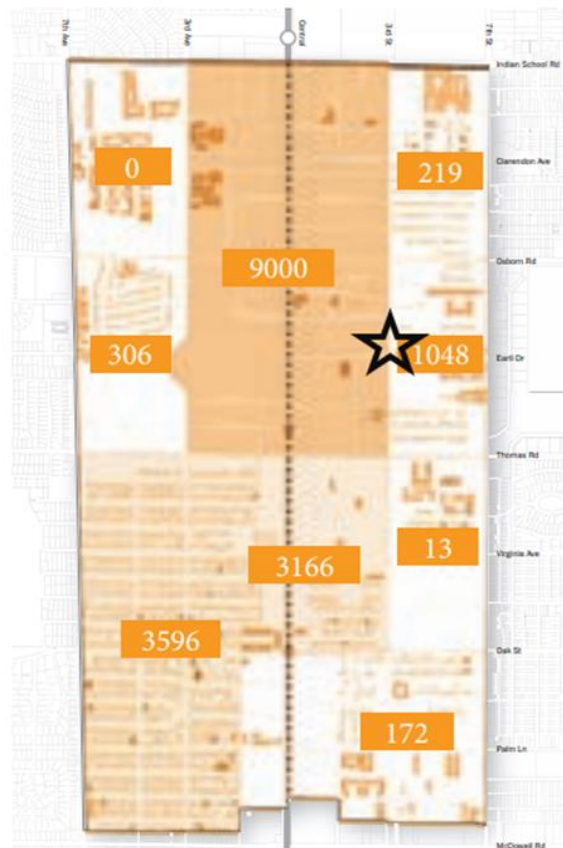 7th Ave
3rd Ave
Central
3rd St
7th St
Indian School Rd
0
219
Clarendon Ave
9000
Osborn Rd
306
1048
Earll Dr
Thomas Rd
13
Virginia Ave
3166
3596
Oak St
172
Palm Ln
McDowell Rd